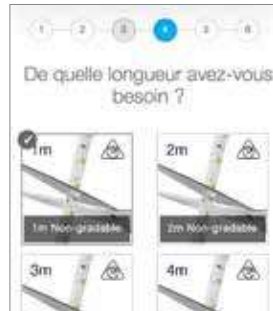 1 2 3 4 5 6
De quelle longueur avez-vous
besoin ?
1m 2m
1m Non-gradable 2m Non-gradable
3m 4m